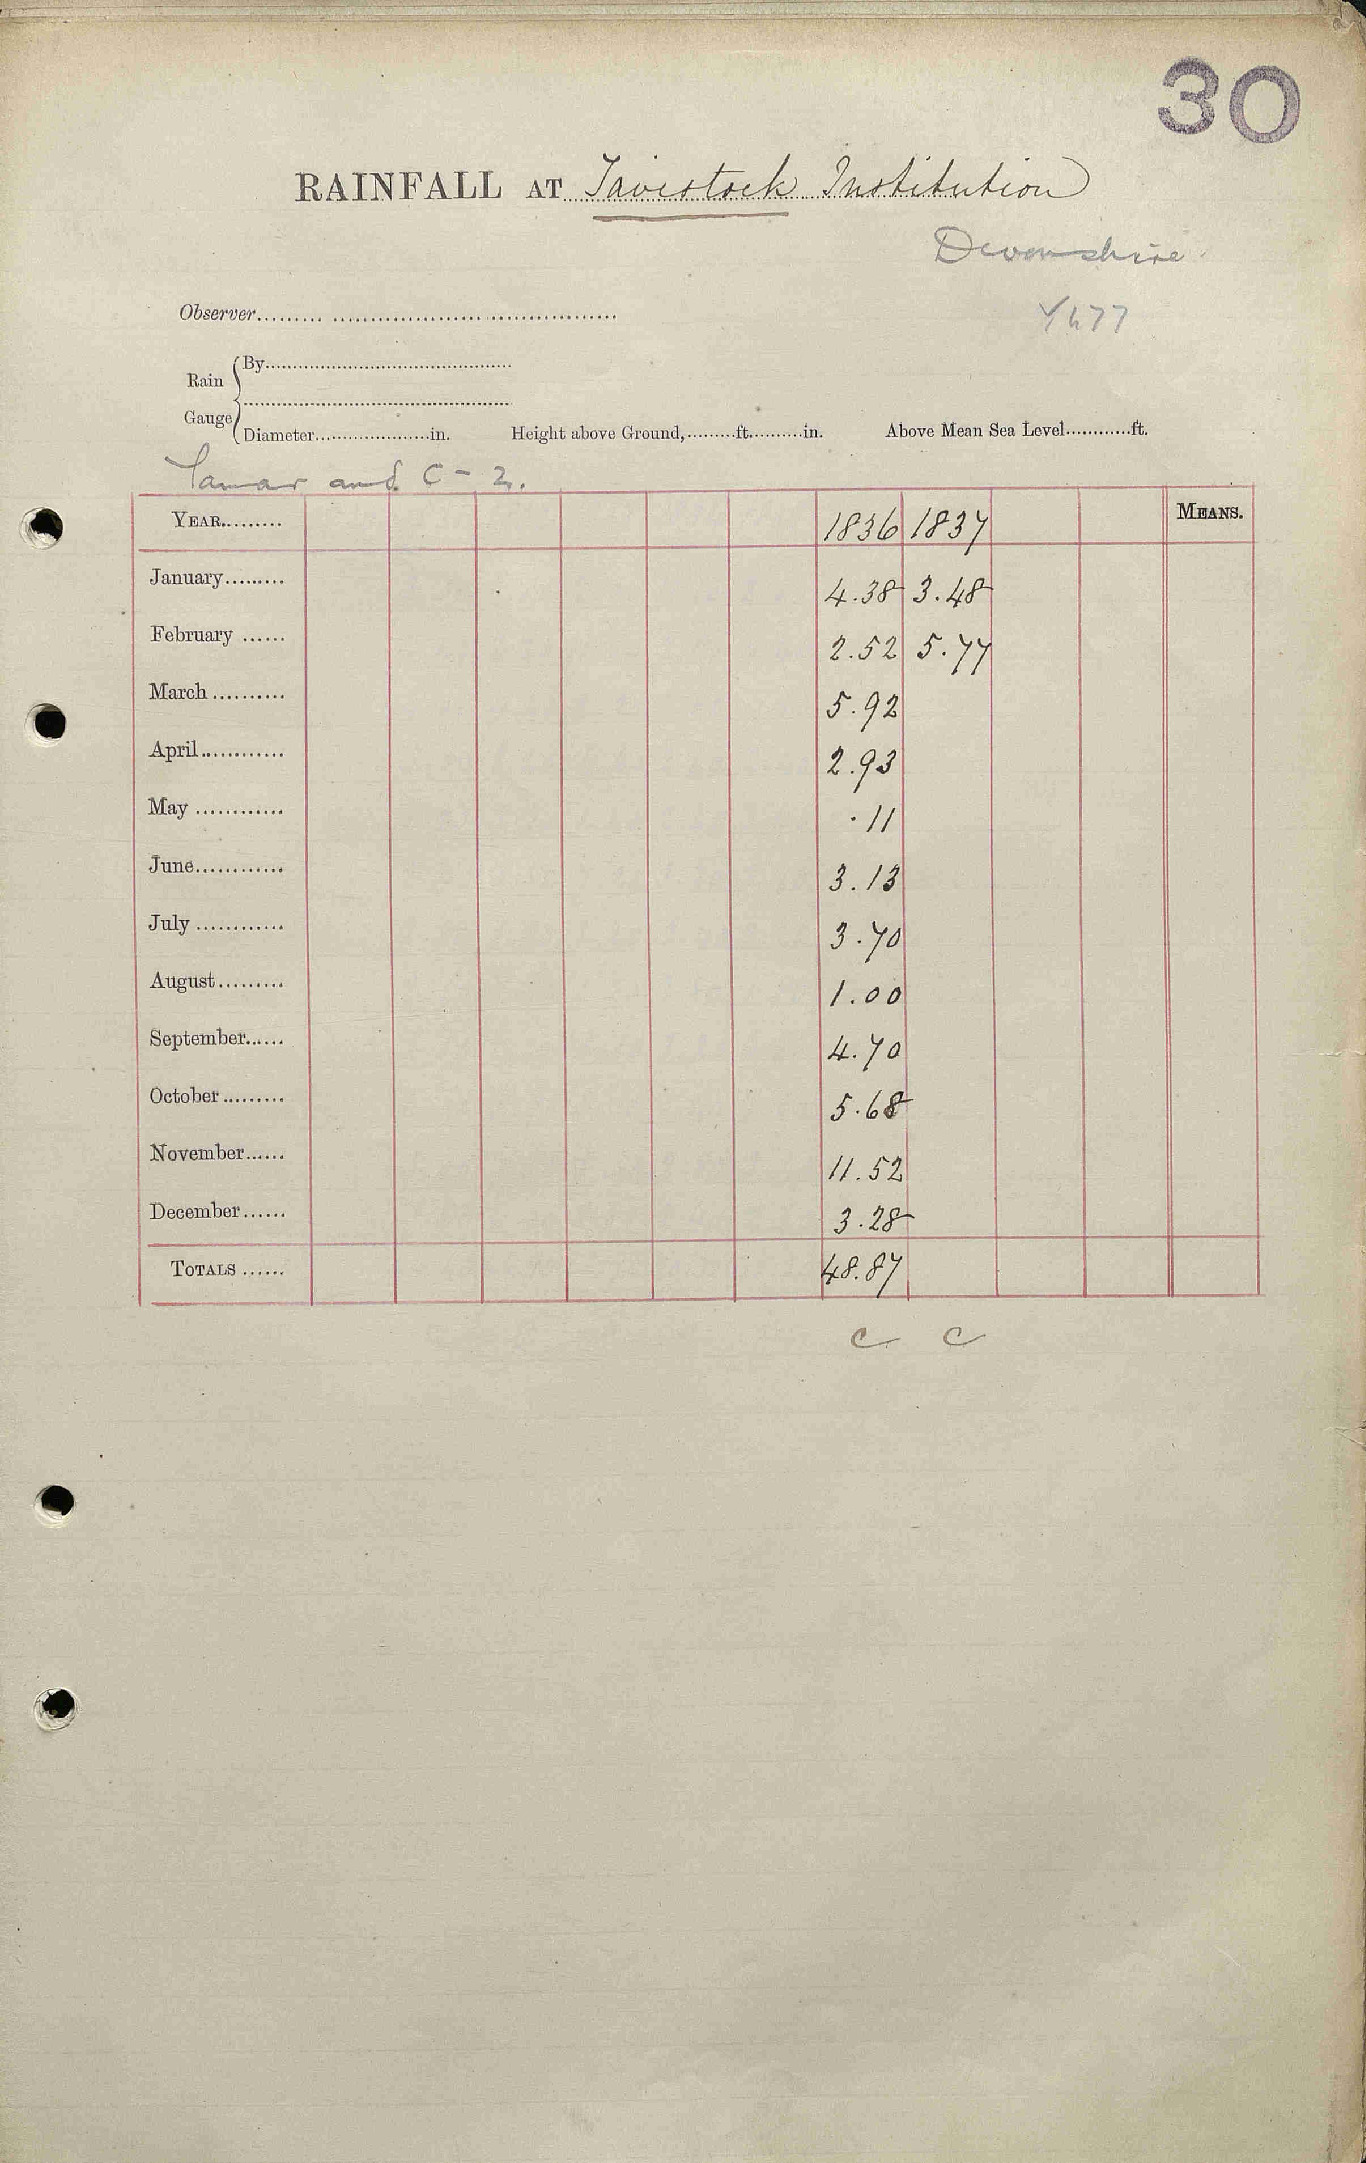 30
RAINFALL AT Tavistock Institution
Devonshire
Observer
Rain Gauge
By
Diameter in. Height above Ground, ft. in. Above Mean Sea Level ft.
Tamar and C - 2.
YEAR 1836 1837 MEANS.
January 4.38 3.48
February 2.52 5.77
March 5.92
April 2.93
May .11
June 3.13
July 3.70
August 1.00
September 4.70
October 5.68
November 11.52
December 3.28
TOTALS 48.87
C C